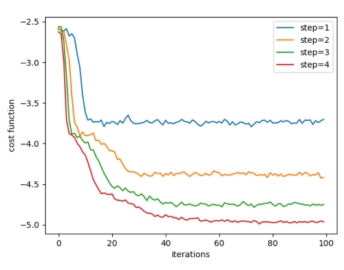 −2.5
−3.0
−3.5
−4.0
−4.5
−5.0
cost function
0
20
40
60
80
100
iterations
step=1
step=2
step=3
step=4